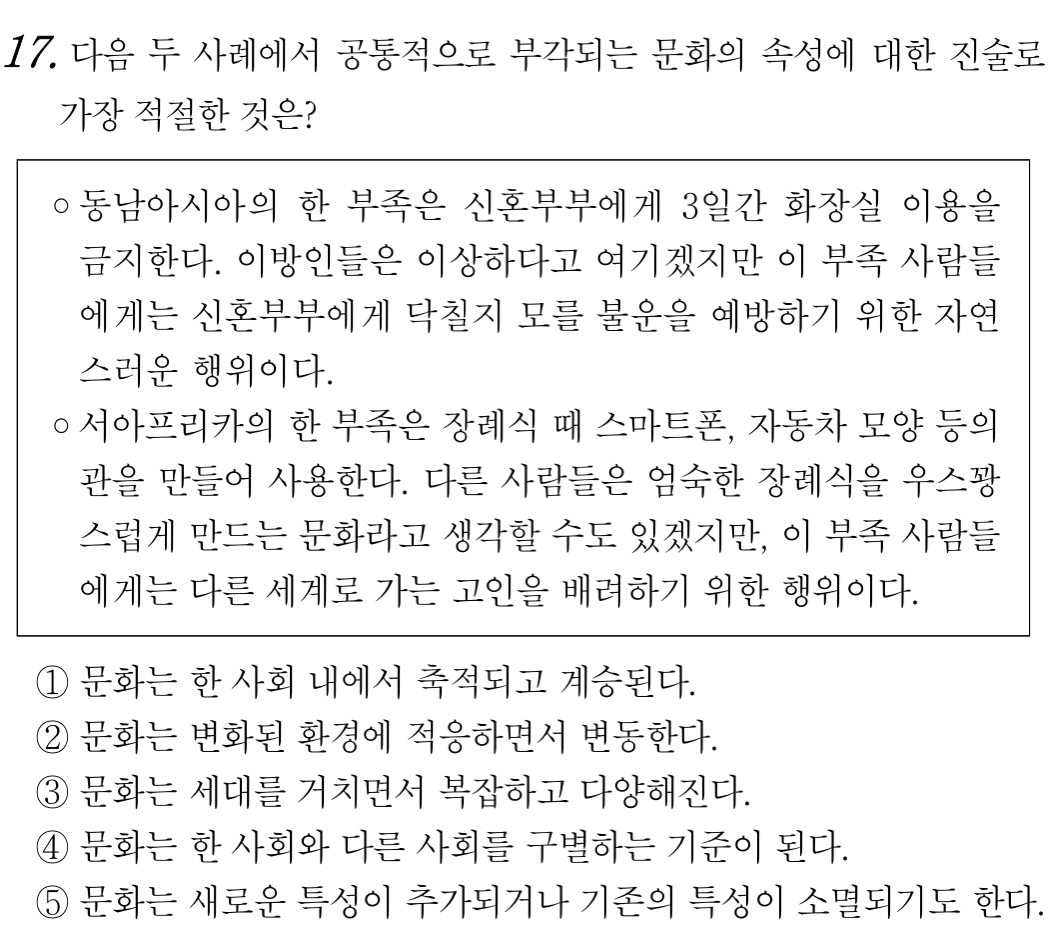 17. 다음 두 사례에서 공통적으로 부각되는 문화의 속성에 대한 진술로
가장 적절한 것은?
○ 동남아시아의 한 부족은 신혼부부에게 3일간 화장실 이용을
금지한다. 이방인들은 이상하다고 여기겠지만 이 부족 사람들
에게는 신혼부부에게 닥칠지 모를 불운을 예방하기 위한 자연
스러운 행위이다.
○ 서아프리카의 한 부족은 장례식 때 스마트폰, 자동차 모양 등의
관을 만들어 사용한다. 다른 사람들은 엄숙한 장례식을 우스꽝
스럽게 만드는 문화라고 생각할 수도 있겠지만, 이 부족 사람들
에게는 다른 세계로 가는 고인을 배려하기 위한 행위이다.
① 문화는 한 사회 내에서 축적되고 계승된다.
② 문화는 변화된 환경에 적응하면서 변동한다.
③ 문화는 세대를 거치면서 복잡하고 다양해진다.
④ 문화는 한 사회와 다른 사회를 구별하는 기준이 된다.
⑤ 문화는 새로운 특성이 추가되거나 기존의 특성이 소멸되기도 한다.